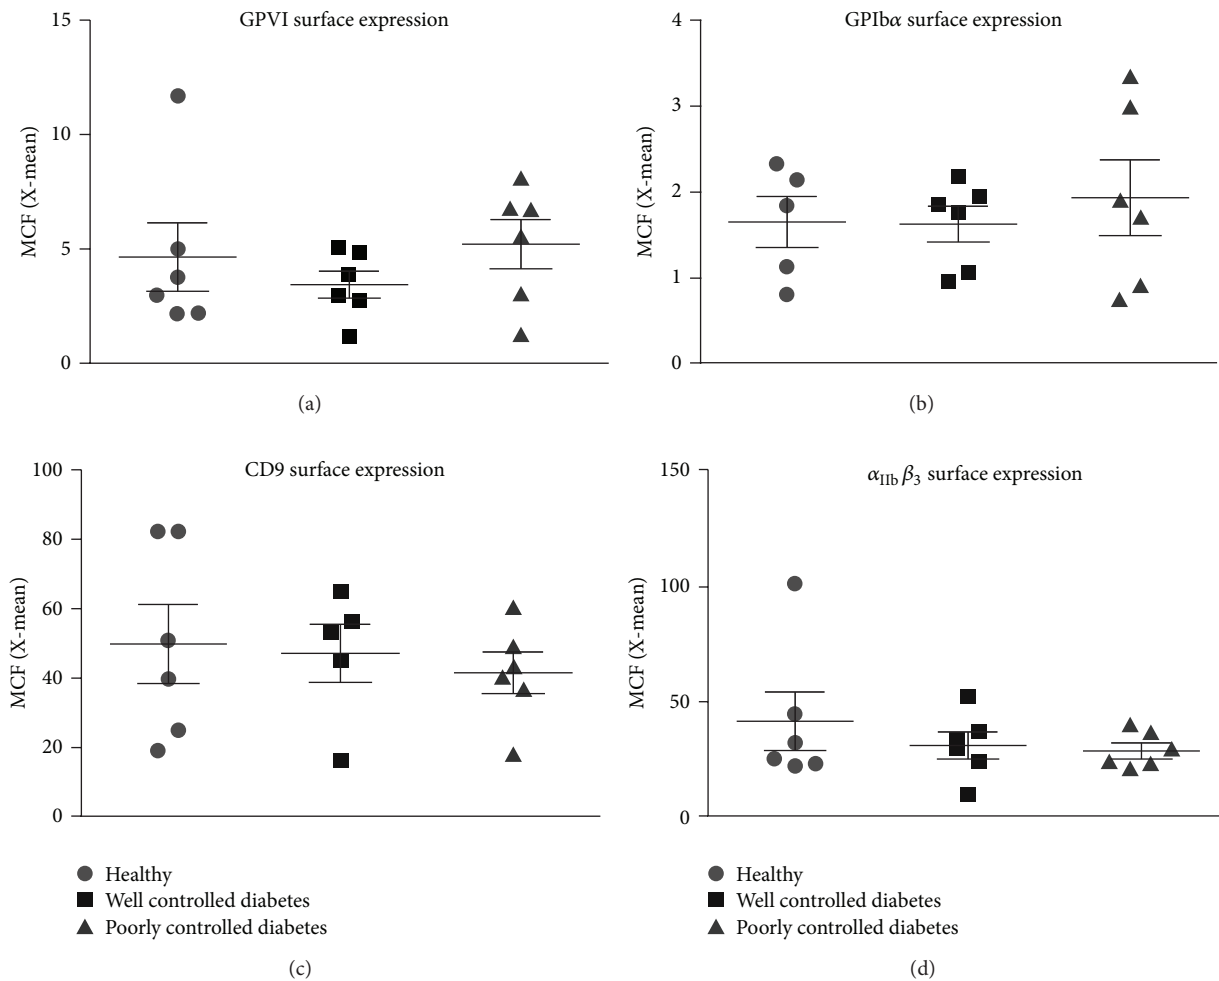 GPVI surface expression
15
10
5
0
MCF (X-mean)
(a)
GPIbα surface expression
4
3
2
1
0
MCF (X-mean)
(b)
CD9 surface expression
100
80
60
40
20
0
MCF (X-mean)
Healthy
Well controlled diabetes
Poorly controlled diabetes
(c)
αIIb β3 surface expression
150
100
50
0
MCF (X-mean)
Healthy
Well controlled diabetes
Poorly controlled diabetes
(d)